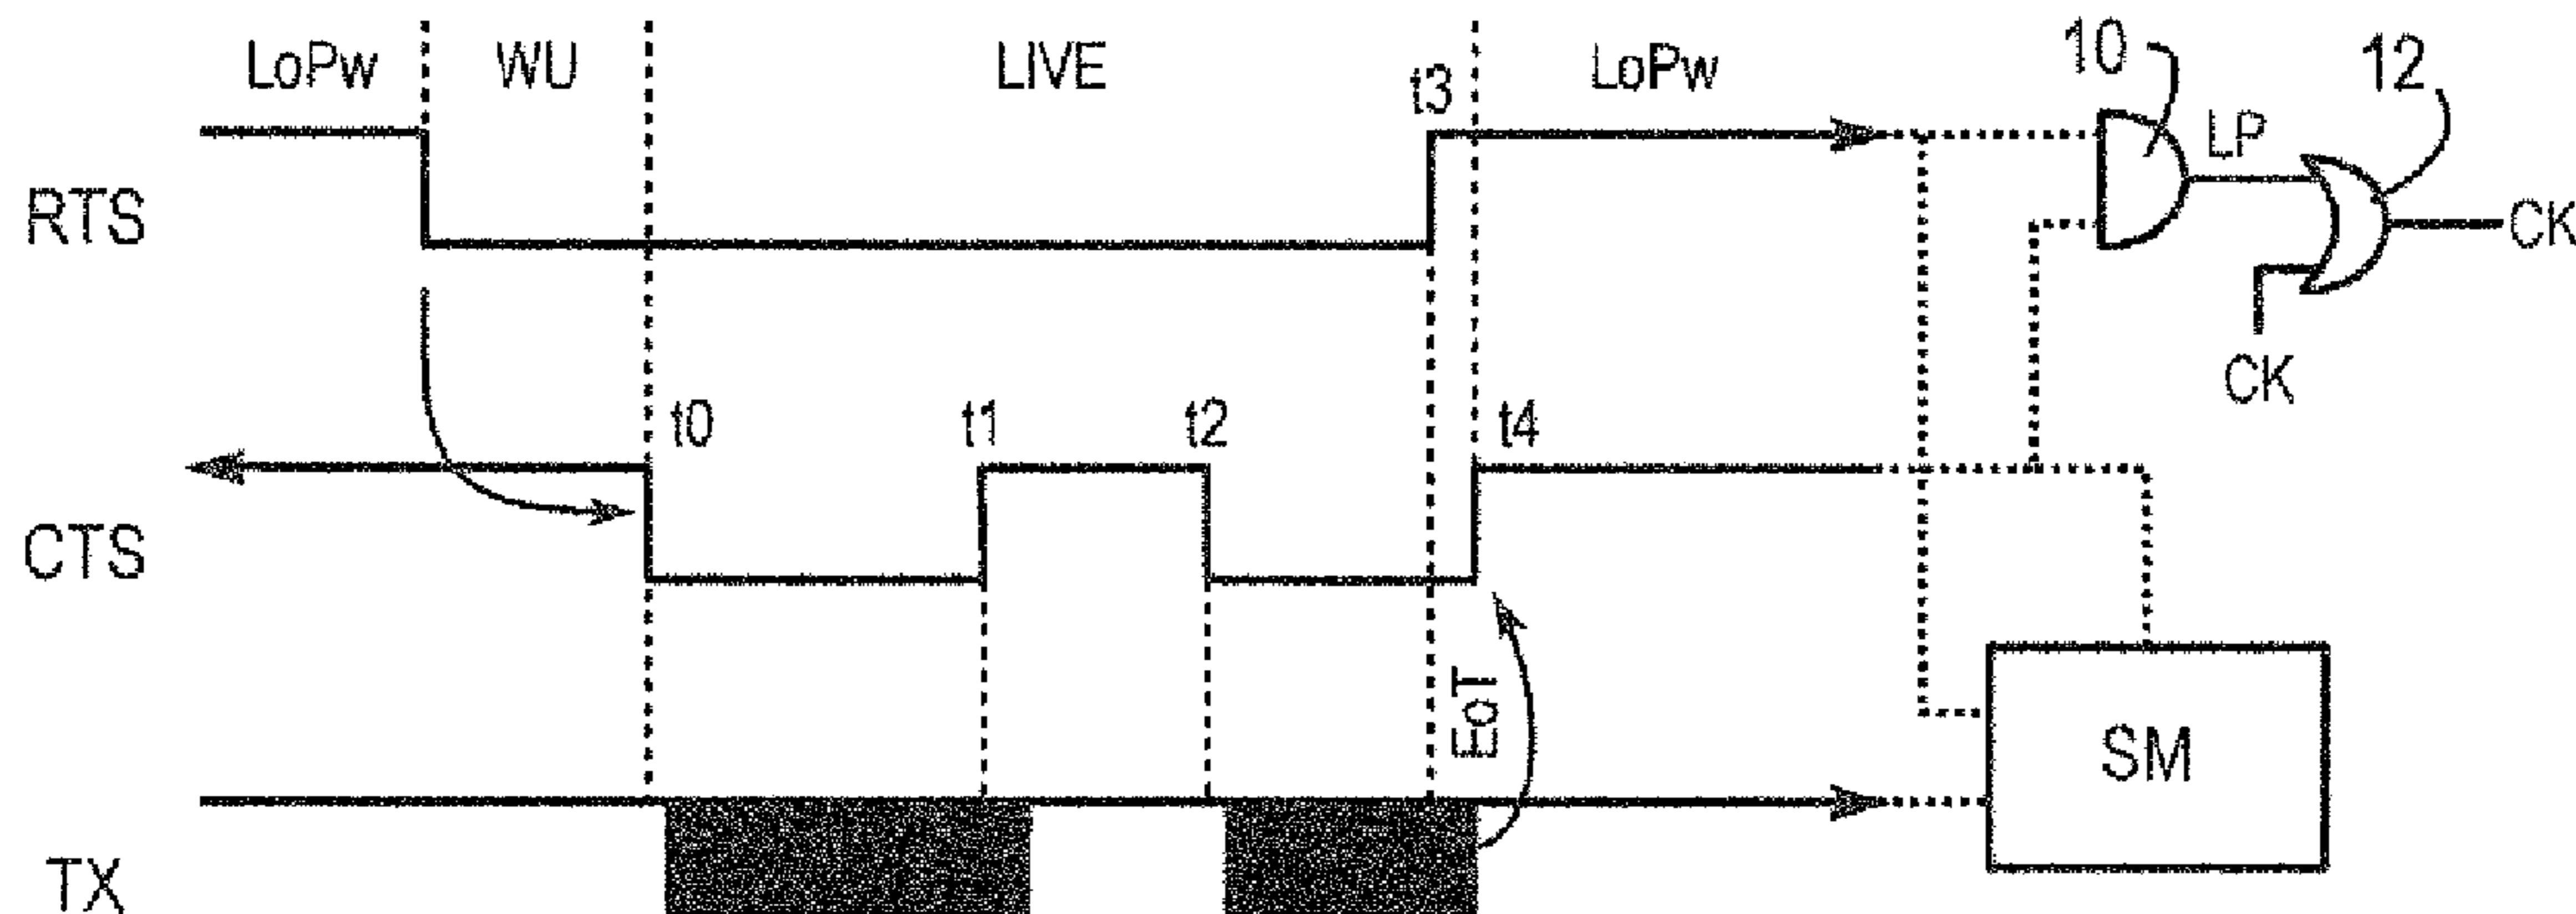 LoPw WU LIVE t3 LoPw 10 12
RTS LP CK
CK
t0 t1 t2 t4
CTS
EoT SM
TX